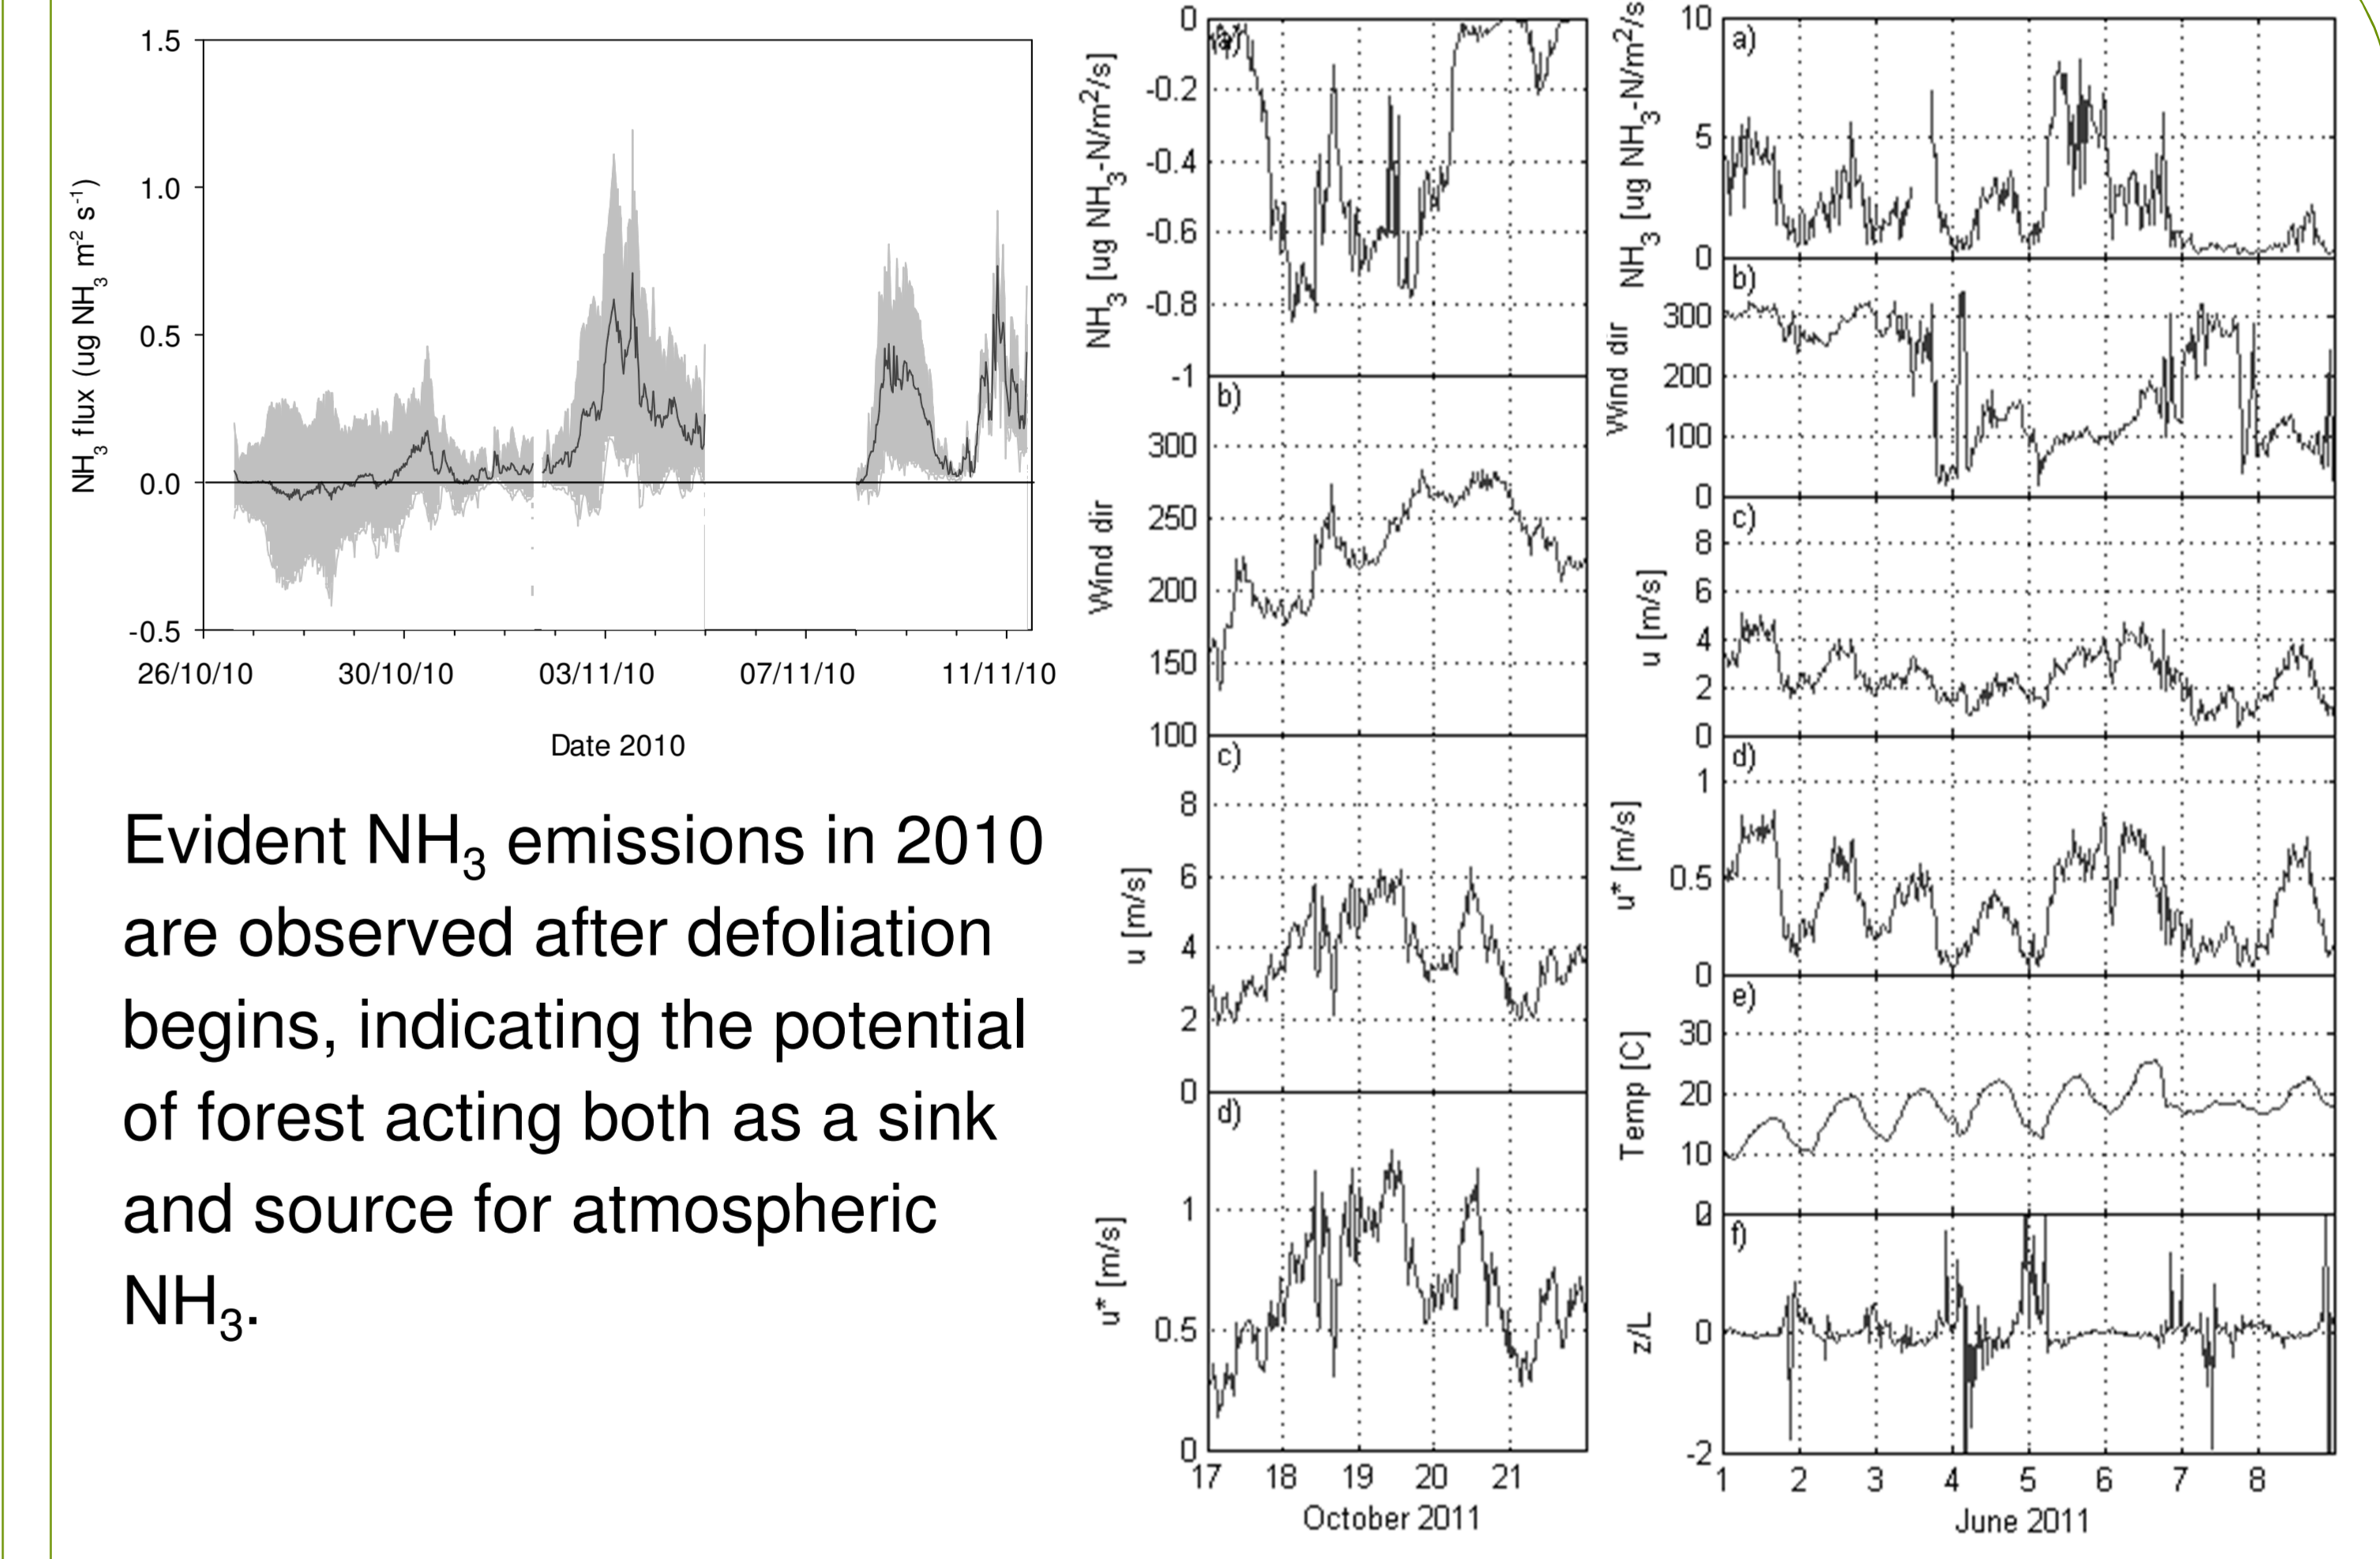 1.5
1.0
0.5
0.0
-0.5
NH3 flux (ug NH3 m-2 s-1)
26/10/10 30/10/10 03/11/10 07/11/10 11/11/10
Date 2010
Evident NH3 emissions in 2010
are observed after defoliation
begins, indicating the potential
of forest acting both as a sink
and source for atmospheric
NH3.
NH3 [ug NH3-N/m2/s]
0
-0.2
-0.4
-0.6
-0.8
-1
a)
Wind dir
b)
300
250
200
150
100
u [m/s]
c)
8
6
4
2
0
u* [m/s]
d)
1
0.5
0
17 18 19 20 21
October 2011
NH3 [ug NH3-N/m2/s
10
a)
5
0
Wind dir
b)
300
200
100
0
u [m/s]
c)
8
6
4
2
0
u* [m/s]
d)
1
0.5
0
Temp [C]
e)
30
20
10
z/L
f)
0
-2
1 2 3 4 5 6 7 8
June 2011